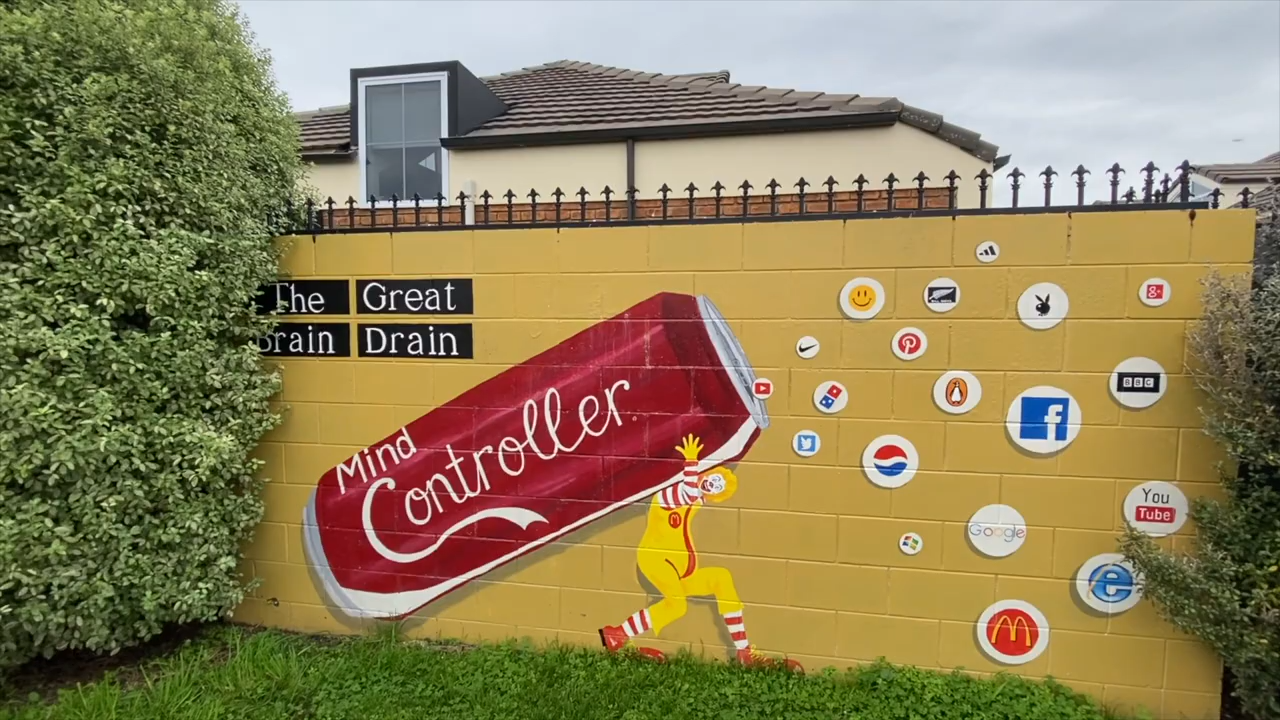 The Great
Brain Drain
Mind
Controller
BBC
You
Tube
Google
g+